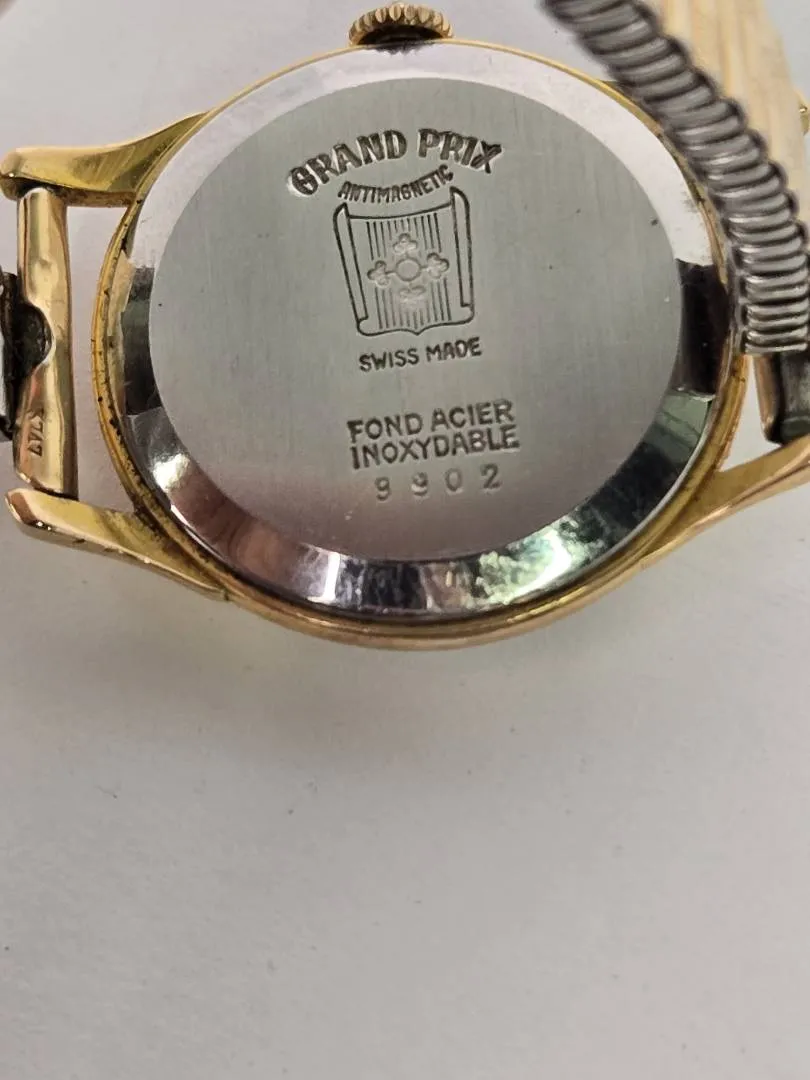 GRAND PRIX
ANTIMAGNETIC
SWISS MADE
FOND ACIER
INOXYDABLE
9902